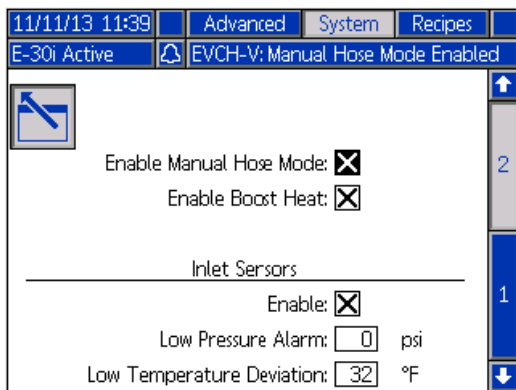 11/11/13 11:39 Advanced System Recipes
E-30i Active EVCH-V: Manual Hose Mode Enabled
Enable Manual Hose Mode:
2
Enable Boost Heat:
Inlet Sensors
Enable:
1
Low Pressure Alarm: 0 psi
Low Temperature Deviation: 32 °F